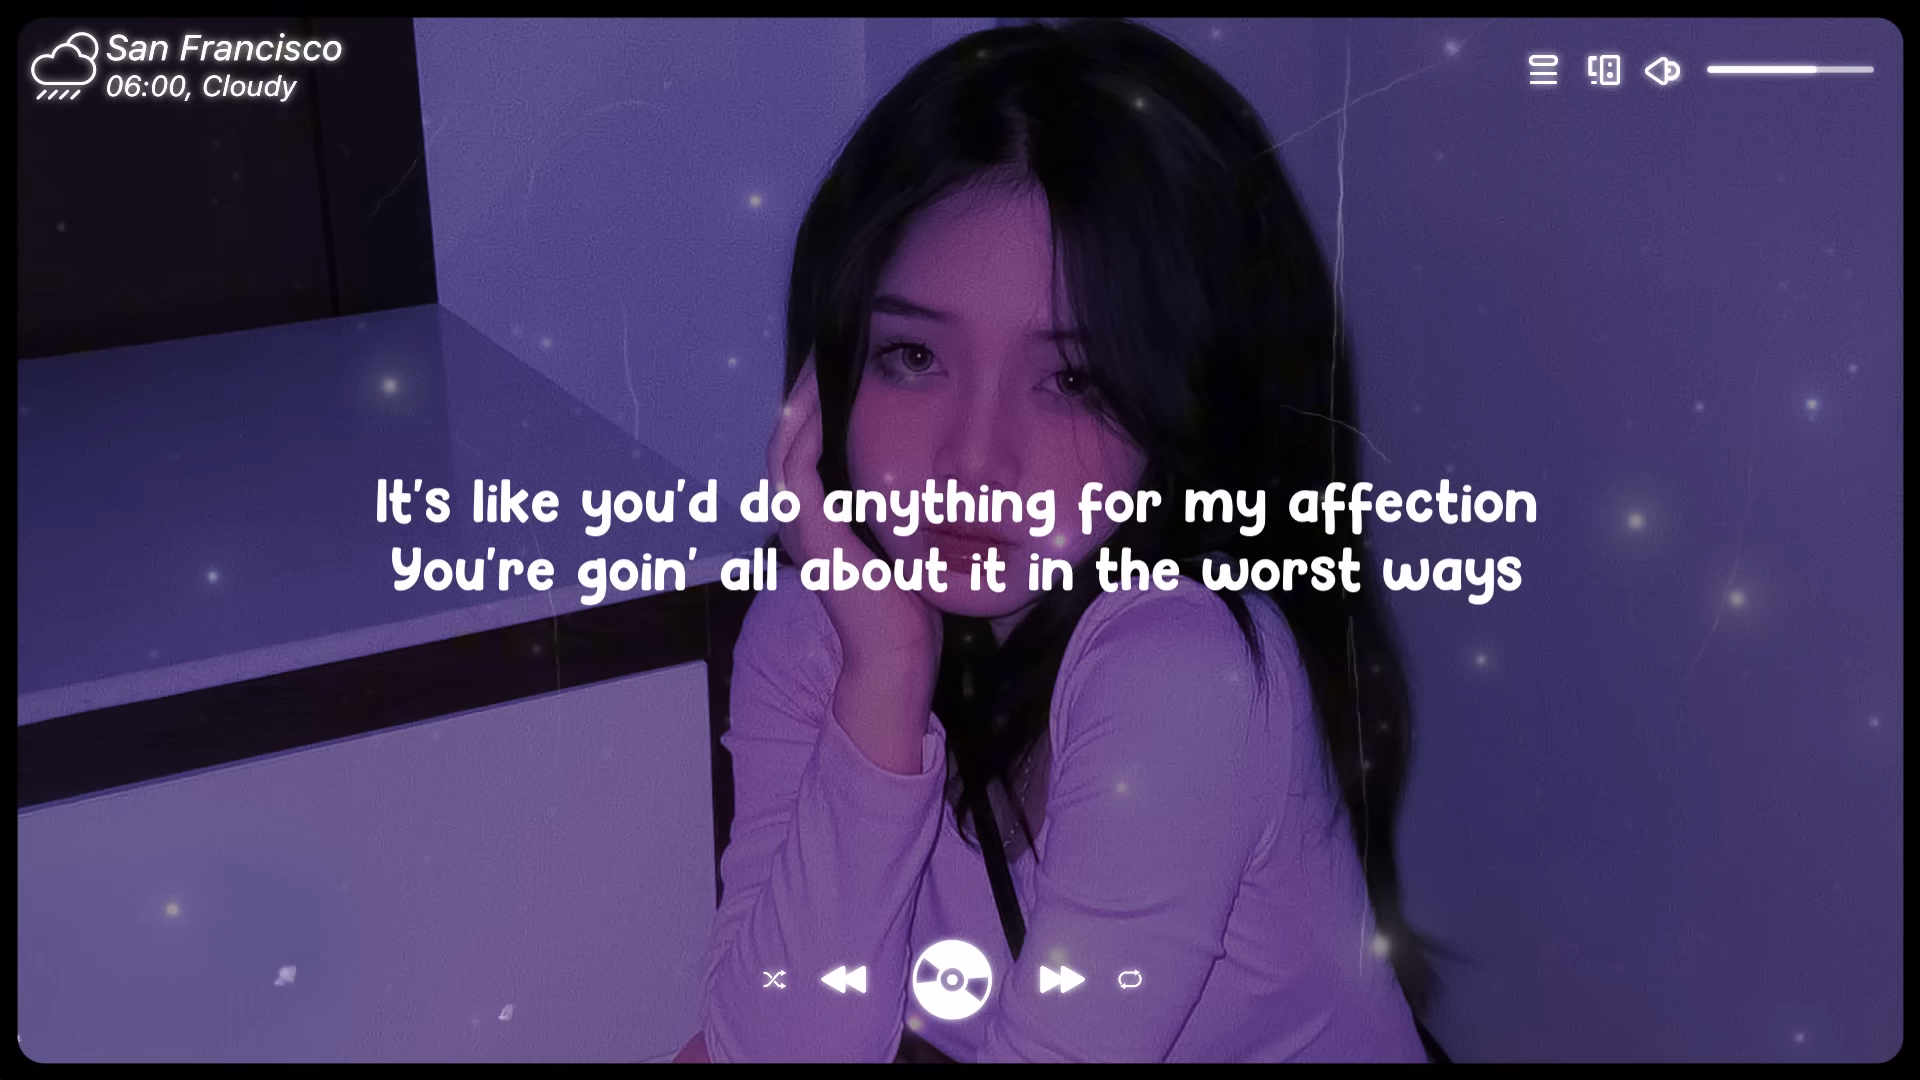 San Francisco
06:00, Cloudy
It's like you'd do anything for my affection
You're goin' all about it in the worst ways